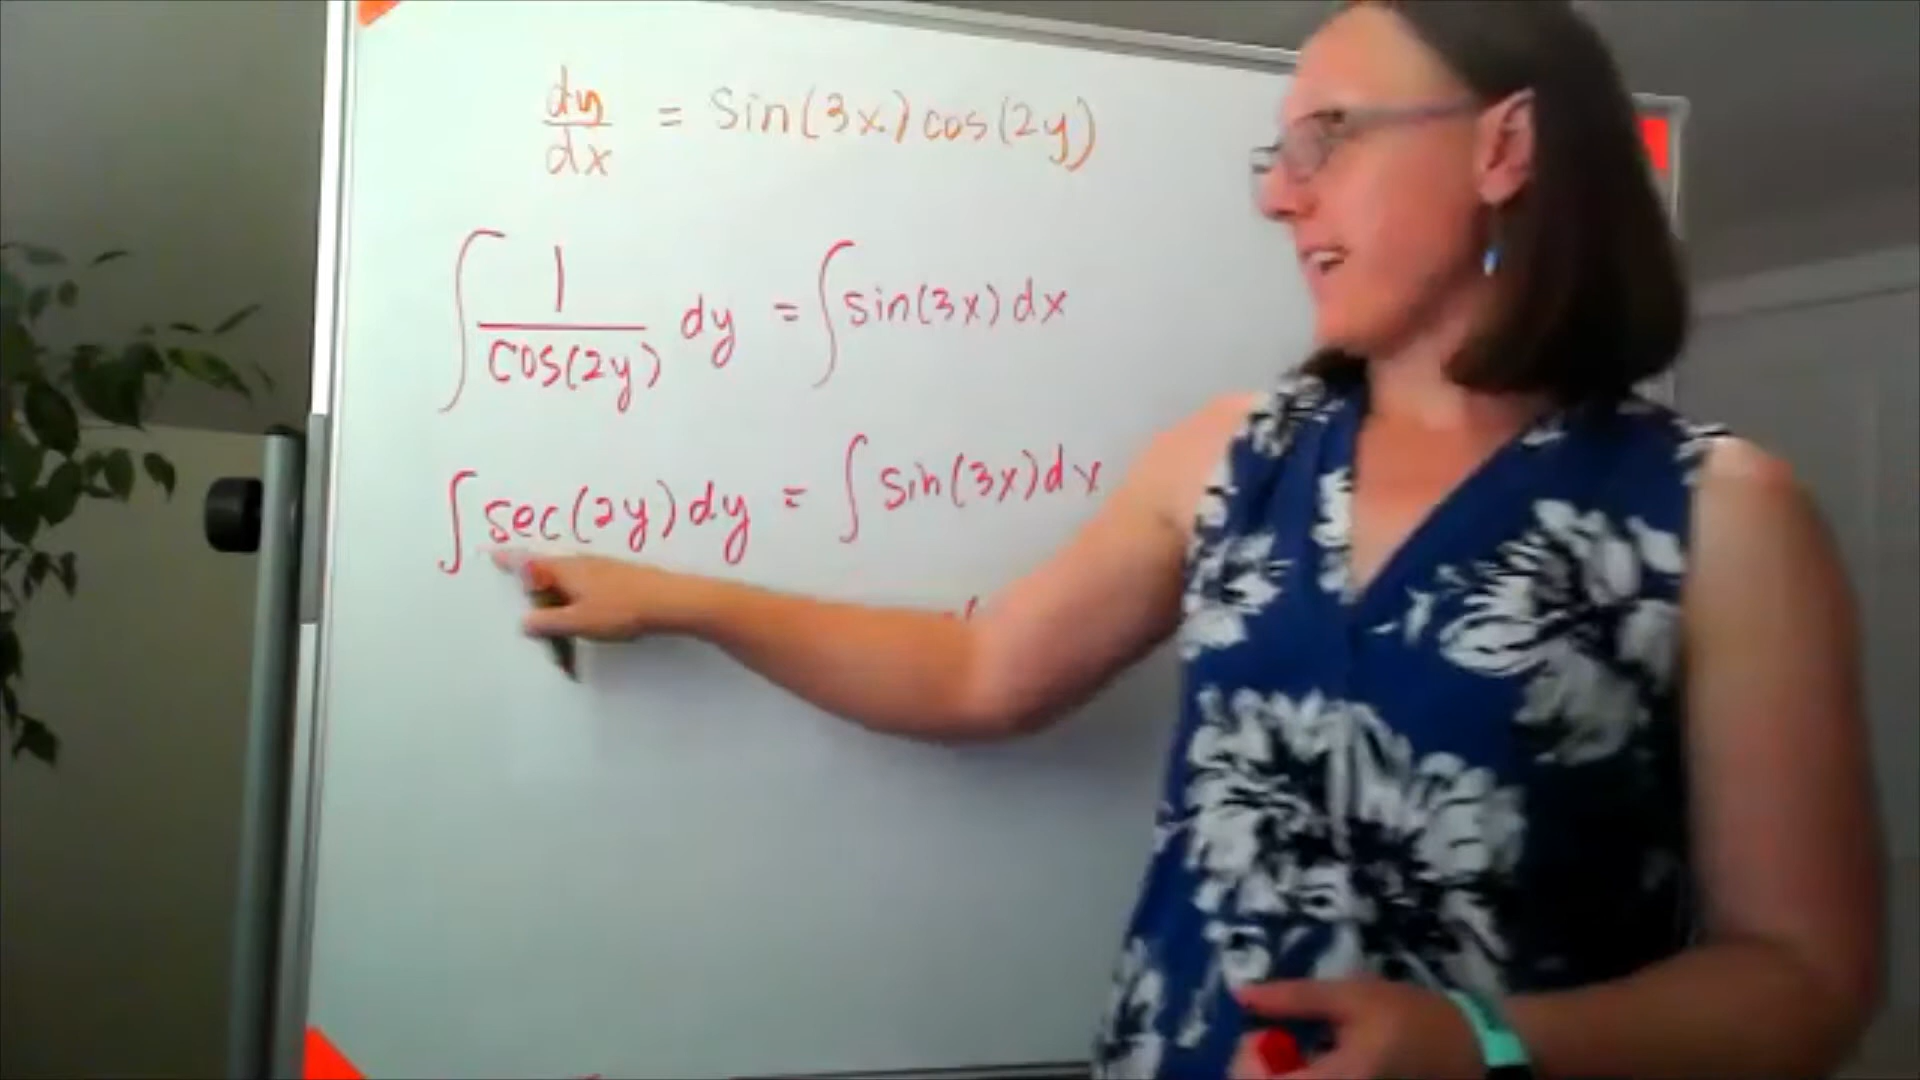 dy/dx = sin(3x) cos(2y)
∫ 1/cos(2y) dy = ∫ sin(3x) dx
∫ sec(2y) dy = ∫ sin(3x) dx